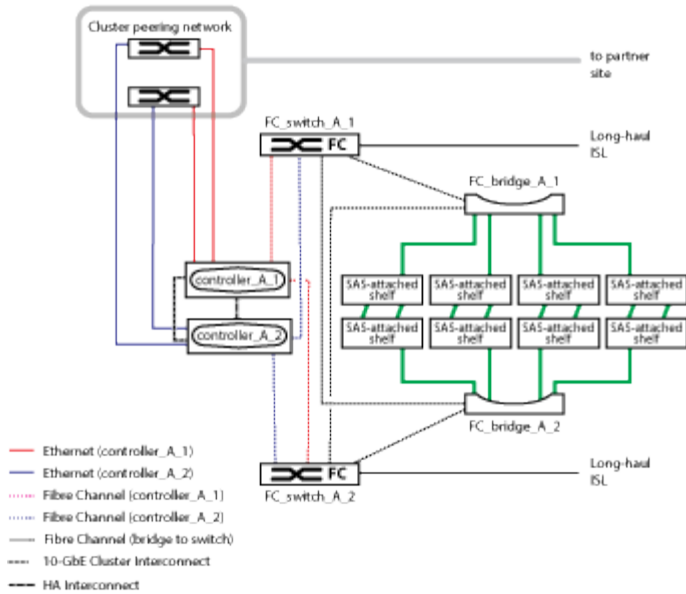 Cluster peering network
to partner
site
FC_switch_A_1
FC
Long-haul
ISL
FC_bridge_A_1
controller_A_1
SAS-attached
shelf
SAS-attached
shelf
SAS-attached
shelf
SAS-attached
shelf
controller_A_2
SAS-attached
shelf
SAS-attached
shelf
SAS-attached
shelf
SAS-attached
shelf
FC_bridge_A_2
Ethernet (controller_A_1)
Ethernet (controller_A_2)
Fibre Channel (controller_A_1)
Fibre Channel (controller_A_2)
Fibre Channel (bridge to switch)
10-GbE Cluster Interconnect
HA Interconnect
FC
FC_switch_A_2
Long-haul
ISL